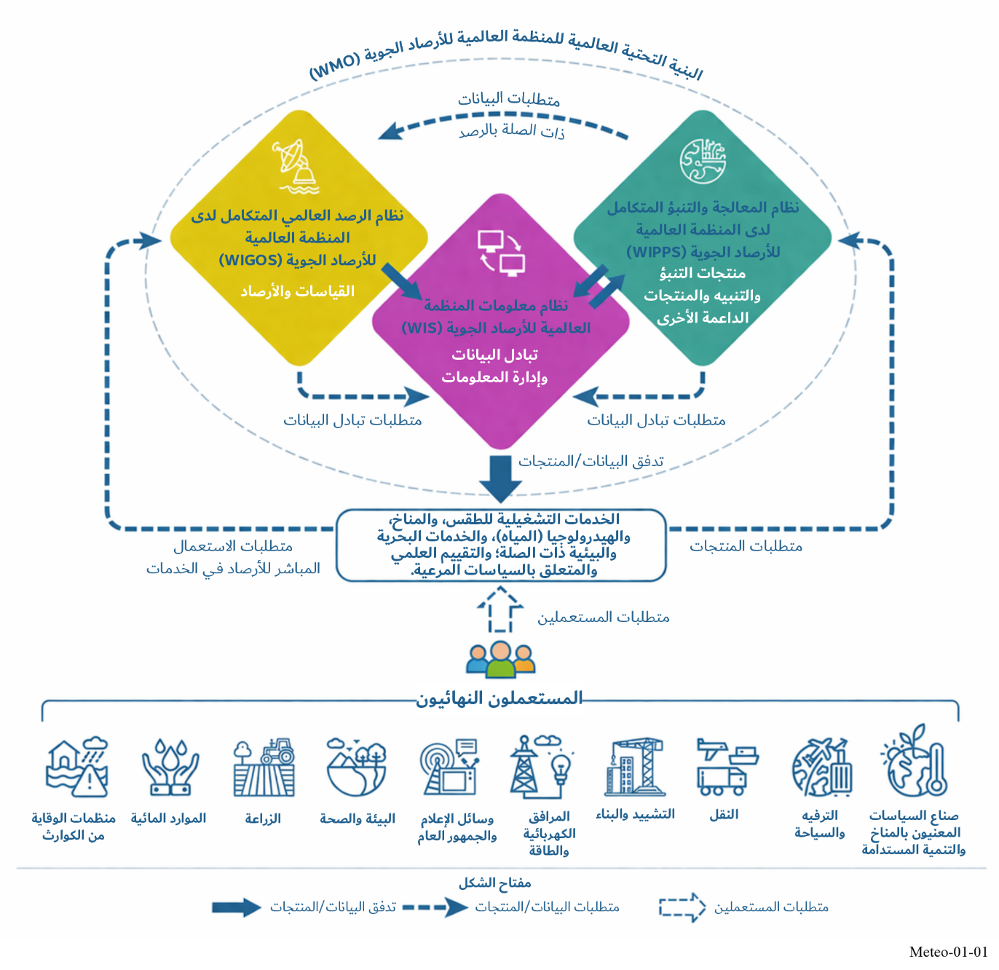 البنية التحتية العالمية للمنظمة العالمية للأرصاد الجوية (WMO)
متطلبات البيانات
ذات الصلة بالرصد
نظام المعالجة والتنبؤ المتكامل
لدى المنظمة العالمية
للأرصاد الجوية (WIPPS)
منتجات التنبؤ
والتنبيه والمنتجات
الداعمة الأخرى
نظام الرصد العالمي المتكامل لدى
المنظمة العالمية
للأرصاد الجوية (WIGOS)
القياسات والأرصاد
نظام معلومات المنظمة
العالمية للأرصاد الجوية (WIS)
تبادل البيانات
وإدارة المعلومات
متطلبات تبادل البيانات
متطلبات تبادل البيانات
تدفق البيانات/المنتجات
الخدمات التشغيلية للطقس، والمناخ،
والهيدرولوجيا (المياه)، والخدمات البحرية
والبيئية ذات الصلة؛ والتقييم العلمي
والمتعلق بالسياسات المرعية.
متطلبات المنتجات
متطلبات الاستعمال
المباشر للأرصاد في الخدمات
متطلبات المستعملين
المستعملون النهائيون
صناع السياسات
المعنيون بالمناخ
والتنمية المستدامة
الترفيه
والسياحة
النقل
التشييد والبناء
المرافق
الكهربائية
والطاقة
وسائل الإعلام
والجمهور العام
البيئة والصحة
الزراعة
الموارد المائية
منظمات الوقاية
من الكوارث
مفتاح الشكل
متطلبات المستعملين
متطلبات البيانات/المنتجات
تدفق البيانات/المنتجات
Meteo-01-01